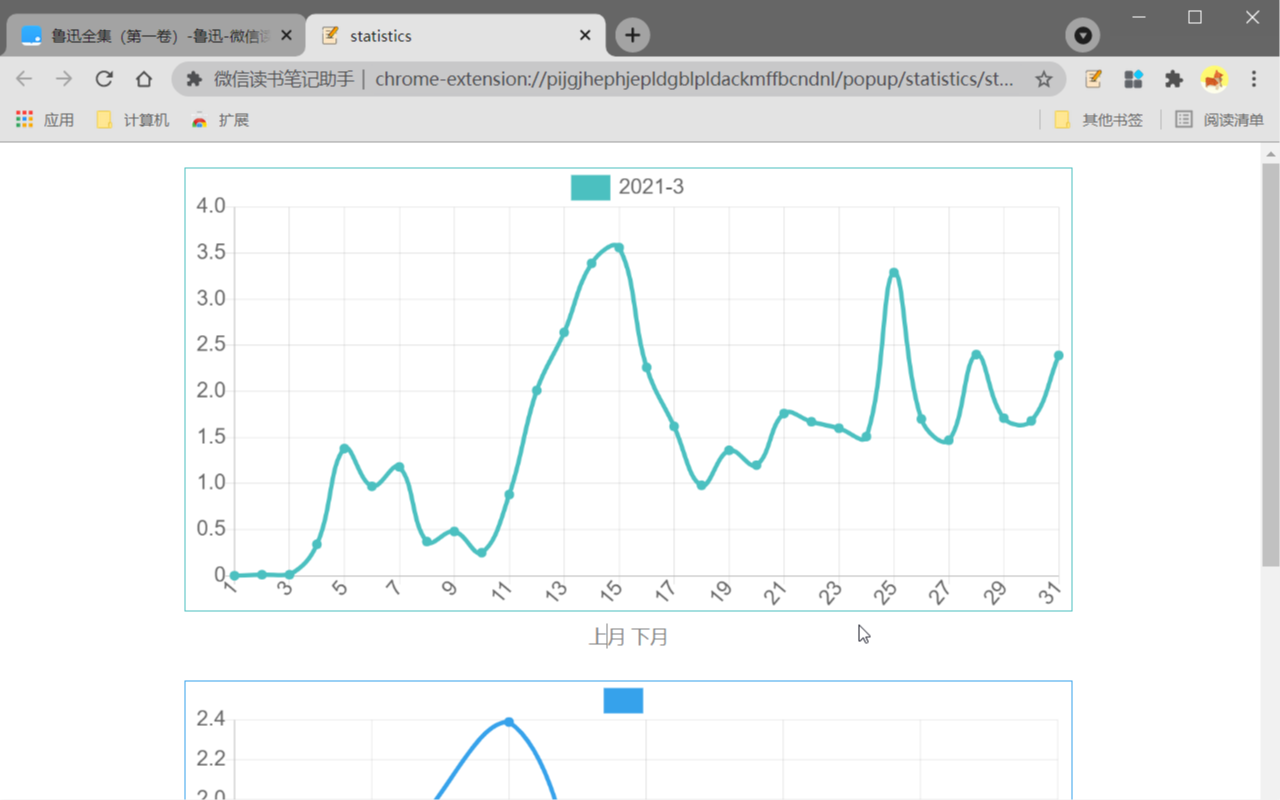 鲁迅全集（第一卷）-鲁迅-微信
statistics
微信读书笔记助手 | chrome-extension://pijgjhephjepldgblpldackmffbcndnl/popup/statistics/st...
应用 计算机 扩展 其他书签 阅读清单
2021-3
4.0
3.5
3.0
2.5
2.0
1.5
1.0
0.5
0
1 3 5 7 9 11 13 15 17 19 21 23 25 27 29 31
上月 下月
2.4
2.2
2.0